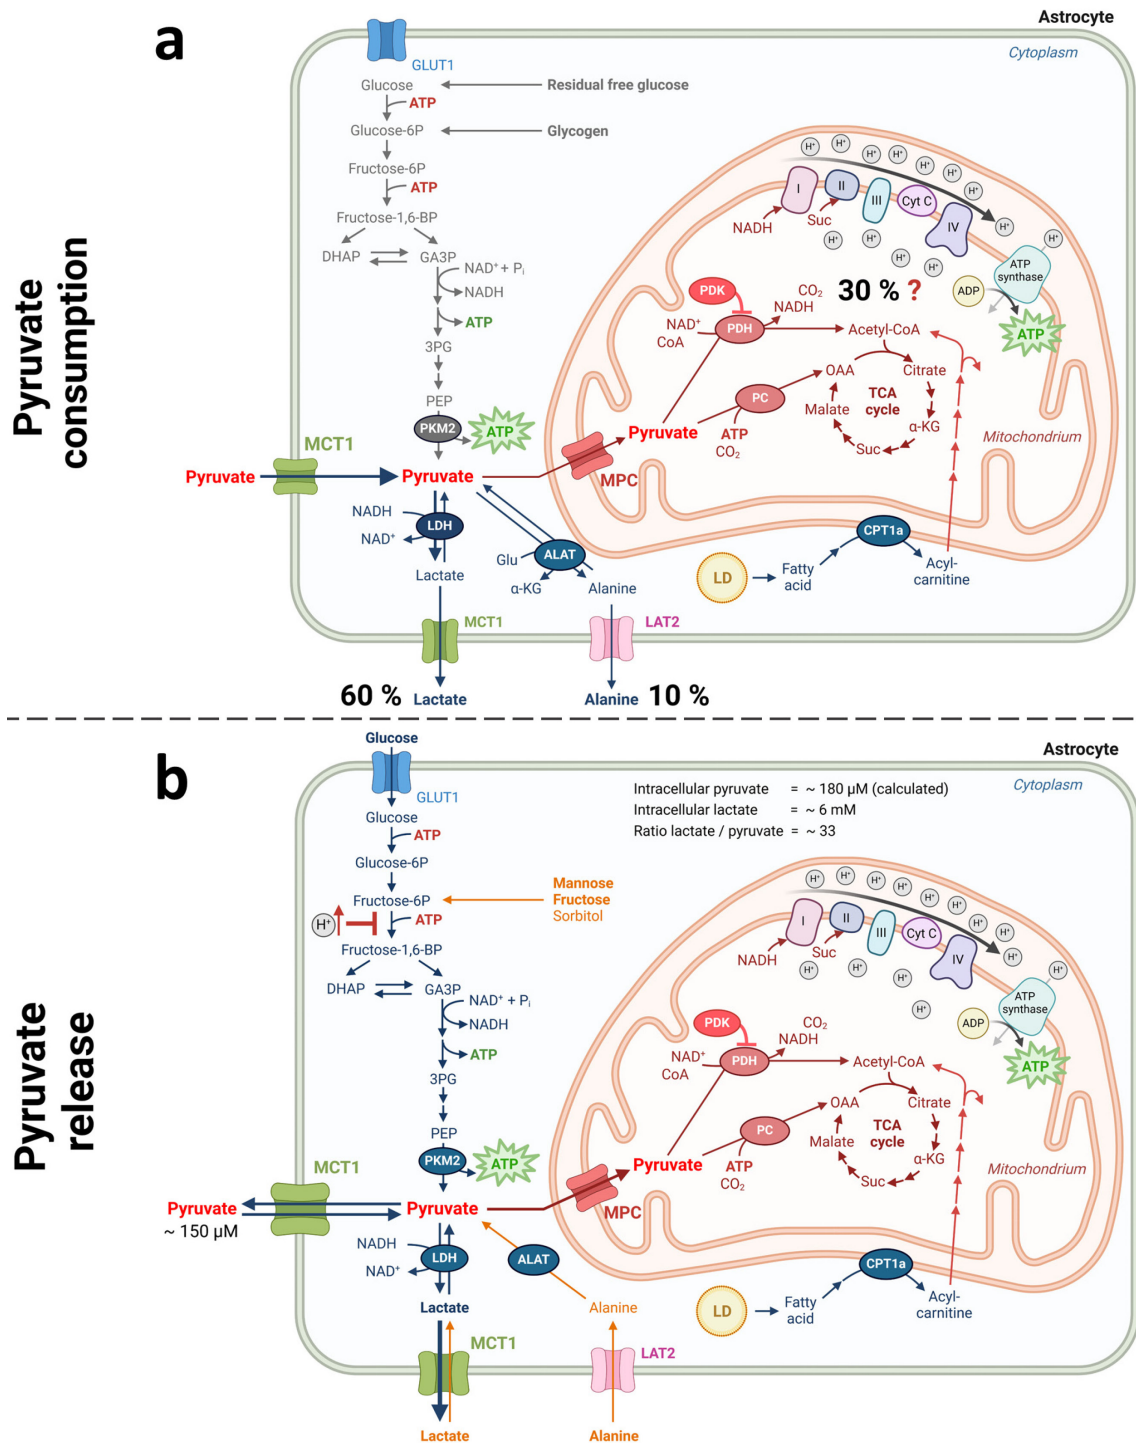 a
Astrocyte
Cytoplasm
GLUT1
Glucose
Residual free glucose
ATP
Glucose-6P
Glycogen
Fructose-6P
ATP
Fructose-1,6-BP
DHAP
GA3P
NAD⁺ + Pᵢ
NADH
ATP
3PG
PEP
PKM2
ATP
Pyruvate
consumption
MCT1
Pyruvate
Pyruvate
NADH
LDH
NAD⁺
Lactate
Glu
ALAT
α-KG
Alanine
MCT1
LAT2
60 %
Lactate
Alanine
10 %
H⁺
H⁺
H⁺
H⁺
H⁺
H⁺
H⁺
H⁺
I
II
III
Cyt C
IV
NADH
Suc
H⁺
H⁺
H⁺
H⁺
H⁺
ATP
synthase
ADP
ATP
PDK
CO₂
NADH
30 % ?
NAD⁺
CoA
PDH
Acetyl-CoA
PC
OAA
Citrate
TCA
cycle
Malate
α-KG
Suc
ATP
CO₂
Pyruvate
MPC
Mitochondrium
LD
Fatty
acid
CPT1a
Acyl-
carnitine
b
Glucose
Astrocyte
Cytoplasm
GLUT1
Intracellular pyruvate = ~ 180 µM (calculated)
Intracellular lactate = ~ 6 mM
Ratio lactate / pyruvate = ~ 33
Glucose
ATP
Glucose-6P
Fructose-6P
Mannose
Fructose
Sorbitol
H⁺
ATP
Fructose-1,6-BP
DHAP
GA3P
NAD⁺ + Pᵢ
NADH
ATP
3PG
PEP
PKM2
ATP
Pyruvate
release
MCT1
Pyruvate
~ 150 µM
Pyruvate
NADH
LDH
NAD⁺
ALAT
Lactate
Alanine
MCT1
LAT2
Lactate
Alanine
H⁺
H⁺
H⁺
H⁺
H⁺
H⁺
H⁺
H⁺
I
II
III
Cyt C
IV
NADH
Suc
H⁺
H⁺
H⁺
H⁺
H⁺
ATP
synthase
ADP
ATP
PDK
CO₂
NADH
NAD⁺
CoA
PDH
Acetyl-CoA
PC
OAA
Citrate
TCA
cycle
Malate
α-KG
Suc
ATP
CO₂
Pyruvate
MPC
Mitochondrium
LD
Fatty
acid
CPT1a
Acyl-
carnitine